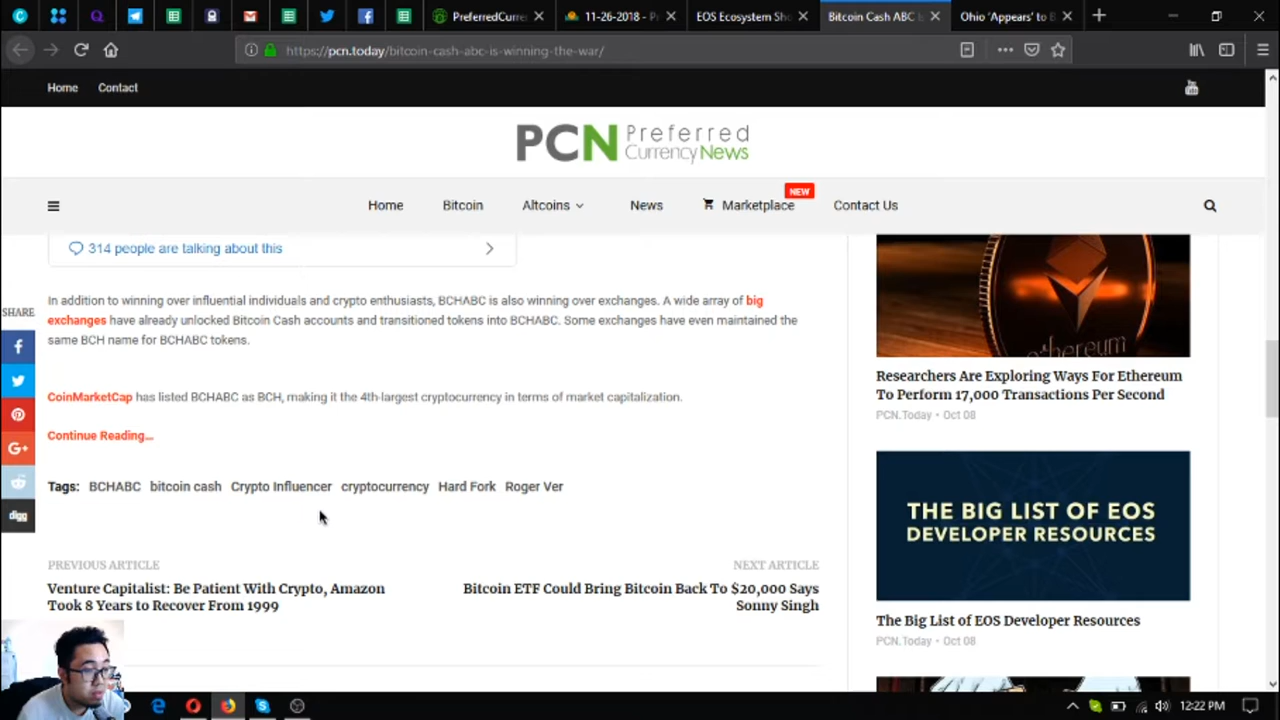 PreferredCurre
11-26-2018 - P
EOS Ecosystem Sh
Bitcoin Cash ABC i
Ohio 'Appears' to B
https://pcn.today/bitcoin-cash-abc-is-winning-the-war/
Home Contact
PCN Preferred
CurrencyNews
NEW
Home Bitcoin Altcoins News Marketplace Contact Us
314 people are talking about this
In addition to winning over influential individuals and crypto enthusiasts, BCHABC is also winning over exchanges. A wide array of big
exchanges have already unlocked Bitcoin Cash accounts and transitioned tokens into BCHABC. Some exchanges have even maintained the
same BCH name for BCHABC tokens.
CoinMarketCap has listed BCHABC as BCH, making it the 4th-largest cryptocurrency in terms of market capitalization.
Continue Reading...
Tags: BCHABC bitcoin cash Crypto Influencer cryptocurrency Hard Fork Roger Ver
SHARE
G+
digg
PREVIOUS ARTICLE
Venture Capitalist: Be Patient With Crypto, Amazon
Took 8 Years to Recover From 1999
NEXT ARTICLE
Bitcoin ETF Could Bring Bitcoin Back To $20,000 Says
Sonny Singh
ethereum
Researchers Are Exploring Ways For Ethereum
To Perform 17,000 Transactions Per Second
PCN.Today - Oct 08
THE BIG LIST OF EOS
DEVELOPER RESOURCES
The Big List of EOS Developer Resources
PCN.Today - Oct 08
12:22 PM